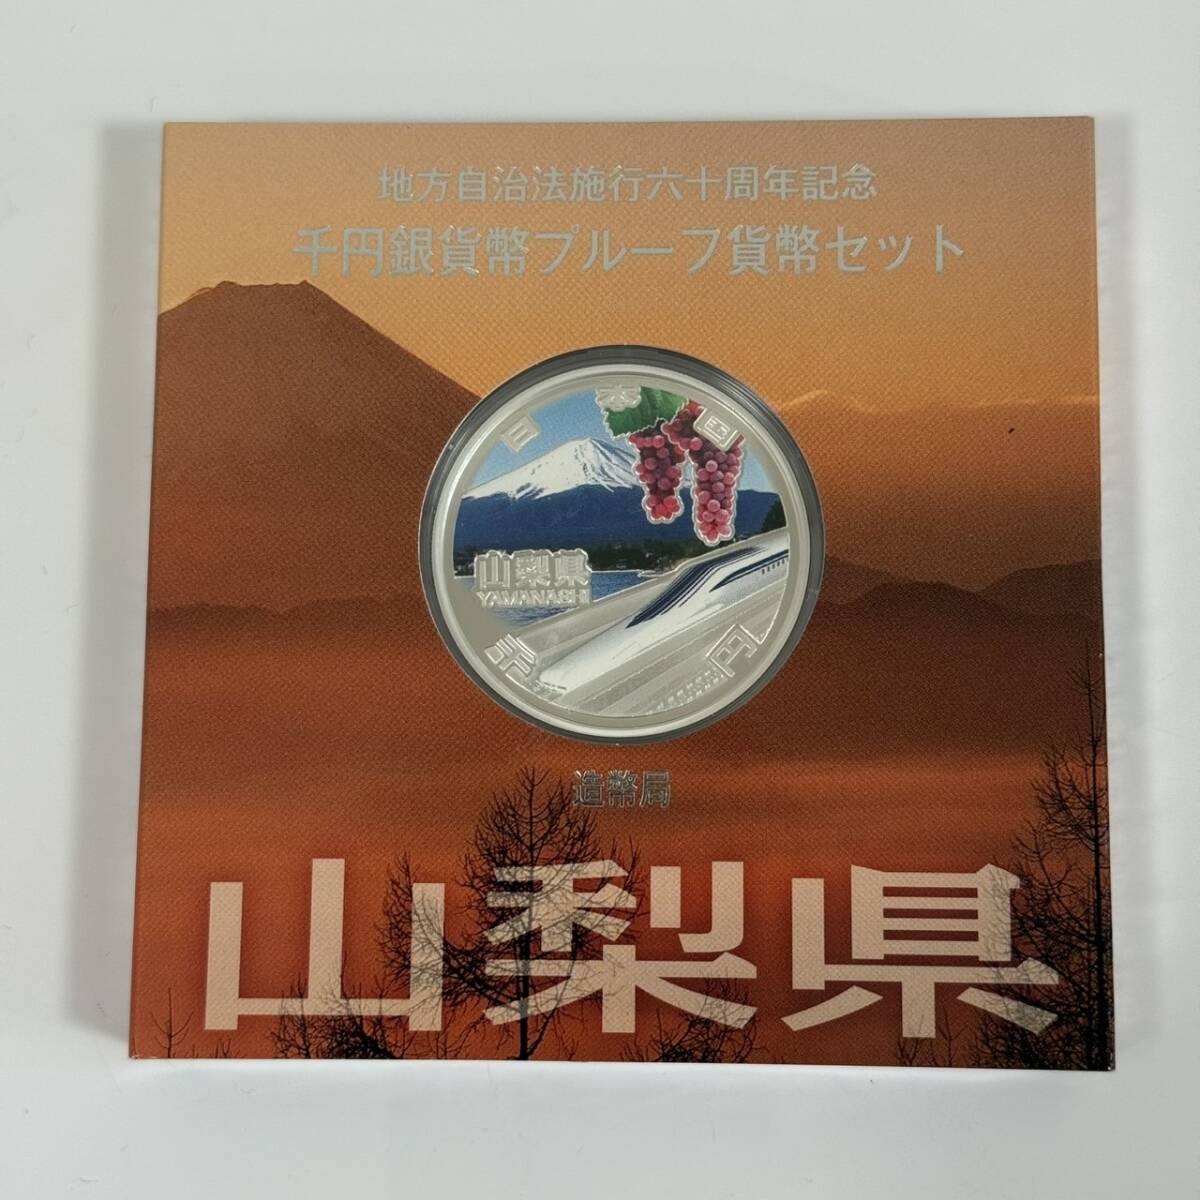 地方自治法施行六十周年記念
千円銀貨幣プルーフ貨幣セット
日本国
山梨県
YAMANASHI
千円
造幣局
山梨県